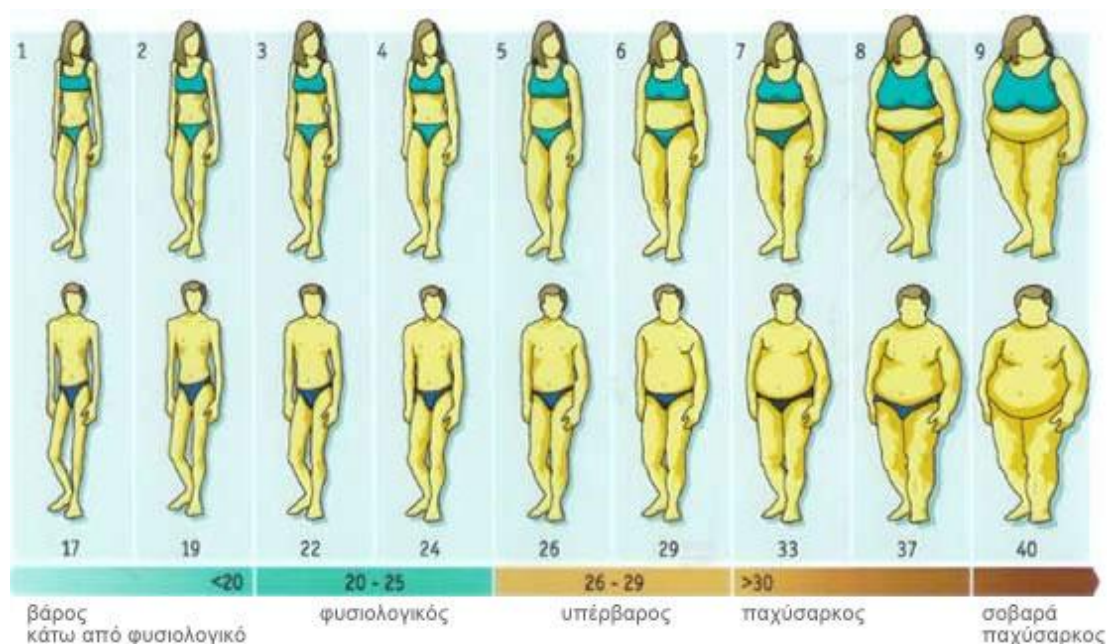 1 2 3 4 5 6 7 8 9
17 19 22 24 26 29 33 37 40
<20 20 - 25 26 - 29 >30
βάρος φυσιολογικός υπέρβαρος παχύσαρκος σοβαρά
κάτω από φυσιολογικό παχύσαρκος